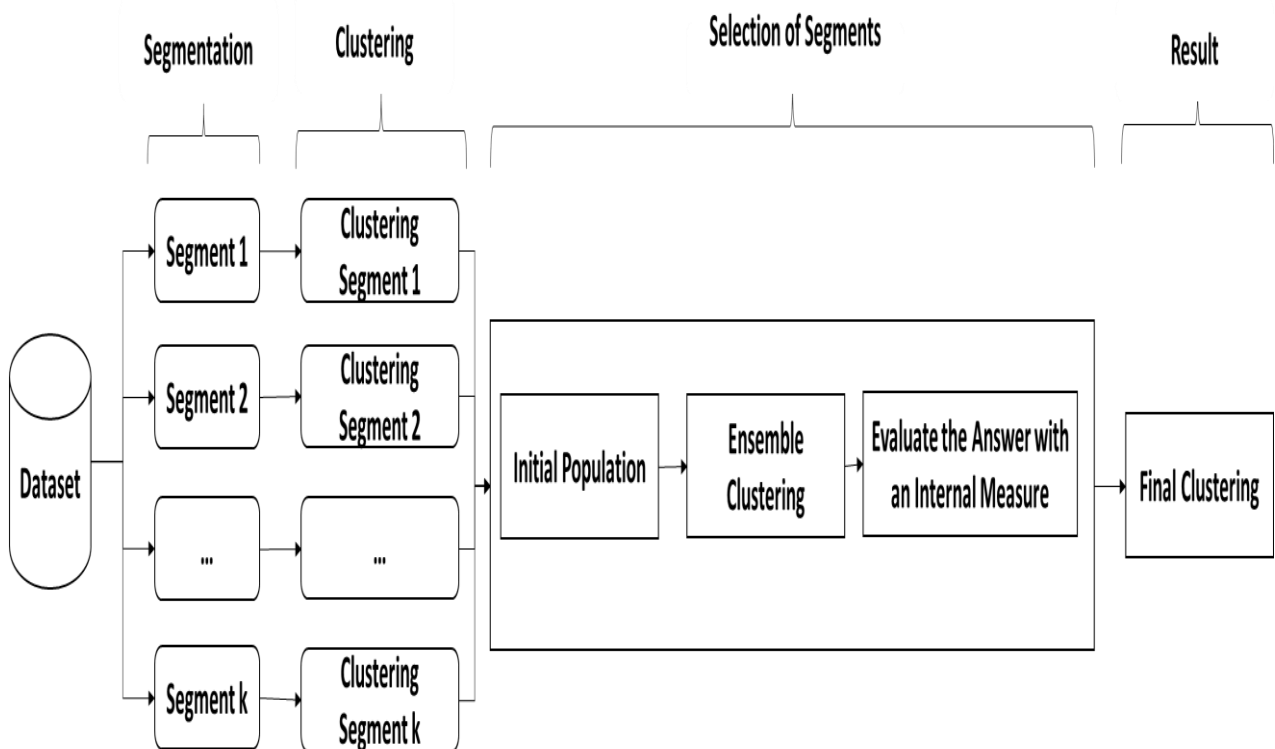 Segmentation
Clustering
Selection of Segments
Result
Dataset
Segment 1
Clustering
Segment 1
Segment 2
Clustering
Segment 2
...
...
Segment k
Clustering
Segment k
Initial Population
Ensemble
Clustering
Evaluate the Answer with
an Internal Measure
Final Clustering